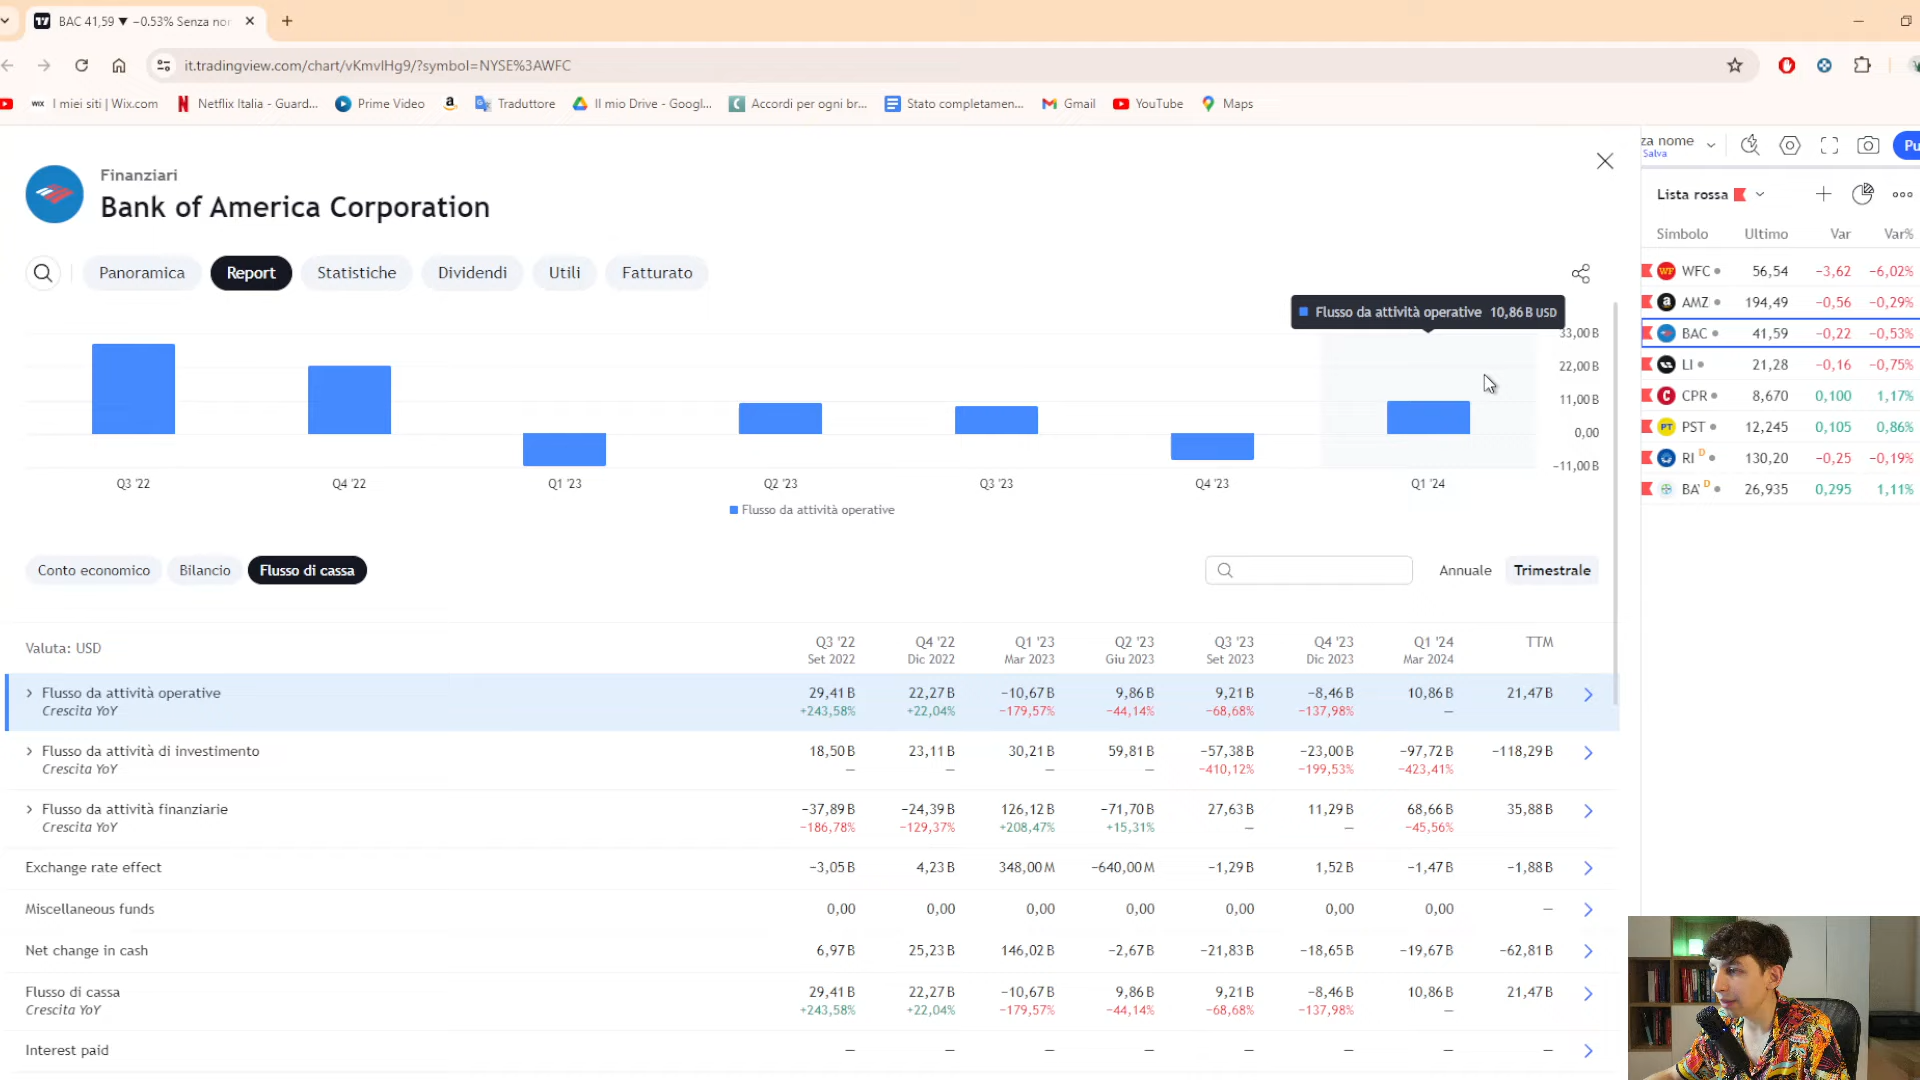 BAC 41,59 ▼ −0.53% Senza nor
it.tradingview.com/chart/vKmvlHg9/?symbol=NYSE%3AWFC
I miei siti | Wix.com
Netflix Italia - Guard...
Prime Video
Traduttore
Il mio Drive - Googl...
Accordi per ogni br...
Stato completamen...
Gmail
YouTube
Maps
za nome
Salva
Pu
Finanziari
Bank of America Corporation
Panoramica
Report
Statistiche
Dividendi
Utili
Fatturato
Flusso da attività operative 10,86 B USD
33,00 B
22,00 B
11,00 B
0,00
−11,00 B
Q3 '22
Q4 '22
Q1 '23
Q2 '23
Q3 '23
Q4 '23
Q1 '24
Flusso da attività operative
Conto economico
Bilancio
Flusso di cassa
Annuale
Trimestrale
Valuta: USD
Q3 '22 Q4 '22 Q1 '23 Q2 '23 Q3 '23 Q4 '23 Q1 '24 TTM
Set 2022 Dic 2022 Mar 2023 Giu 2023 Set 2023 Dic 2023 Mar 2024
Flusso da attività operative 29,41 B 22,27 B −10,67 B 9,86 B 9,21 B −8,46 B 10,86 B 21,47 B
Crescita YoY +243,58% +22,04% −179,57% −44,14% −68,68% −137,98% —
Flusso da attività di investimento 18,50 B 23,11 B 30,21 B 59,81 B −57,38 B −23,00 B −97,72 B −118,29 B
Crescita YoY — — — — −410,12% −199,53% −423,41%
Flusso da attività finanziarie −37,89 B −24,39 B 126,12 B −71,70 B 27,63 B 11,29 B 68,66 B 35,88 B
Crescita YoY −186,78% −129,37% +208,47% +15,31% — — −45,56%
Exchange rate effect −3,05 B 4,23 B 348,00 M −640,00 M −1,29 B 1,52 B −1,47 B −1,88 B
Miscellaneous funds 0,00 0,00 0,00 0,00 0,00 0,00 0,00 —
Net change in cash 6,97 B 25,23 B 146,02 B −2,67 B −21,83 B −18,65 B −19,67 B −62,81 B
Flusso di cassa 29,41 B 22,27 B −10,67 B 9,86 B 9,21 B −8,46 B 10,86 B 21,47 B
Crescita YoY +243,58% +22,04% −179,57% −44,14% −68,68% −137,98% —
Interest paid — — — — — — — —
Lista rossa
Simbolo Ultimo Var Var%
WF WFC 56,54 −3,62 −6,02%
AMZ 194,49 −0,56 −0,29%
BAC 41,59 −0,22 −0,53%
LI 21,28 −0,16 −0,75%
C CPR 8,670 0,100 1,17%
PT PST 12,245 0,105 0,86%
RI D 130,20 −0,25 −0,19%
BA' D 26,935 0,295 1,11%